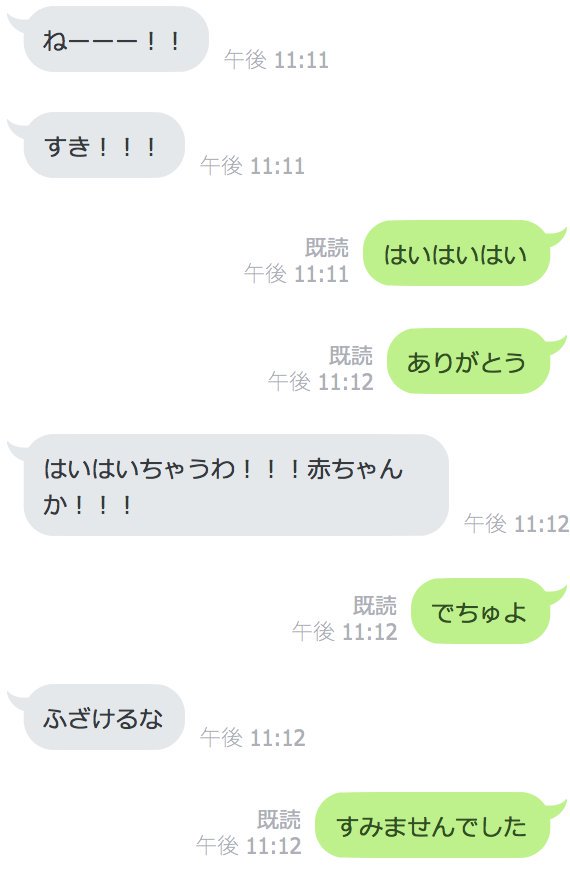 ねーーー！！
午後 11:11
すき！！！
午後 11:11
既読
午後 11:11
はいはいはい
既読
午後 11:12
ありがとう
はいはいちゃうわ！！！赤ちゃん
か！！！
午後 11:12
既読
午後 11:12
でちゅよ
ふざけるな
午後 11:12
既読
午後 11:12
すみませんでした